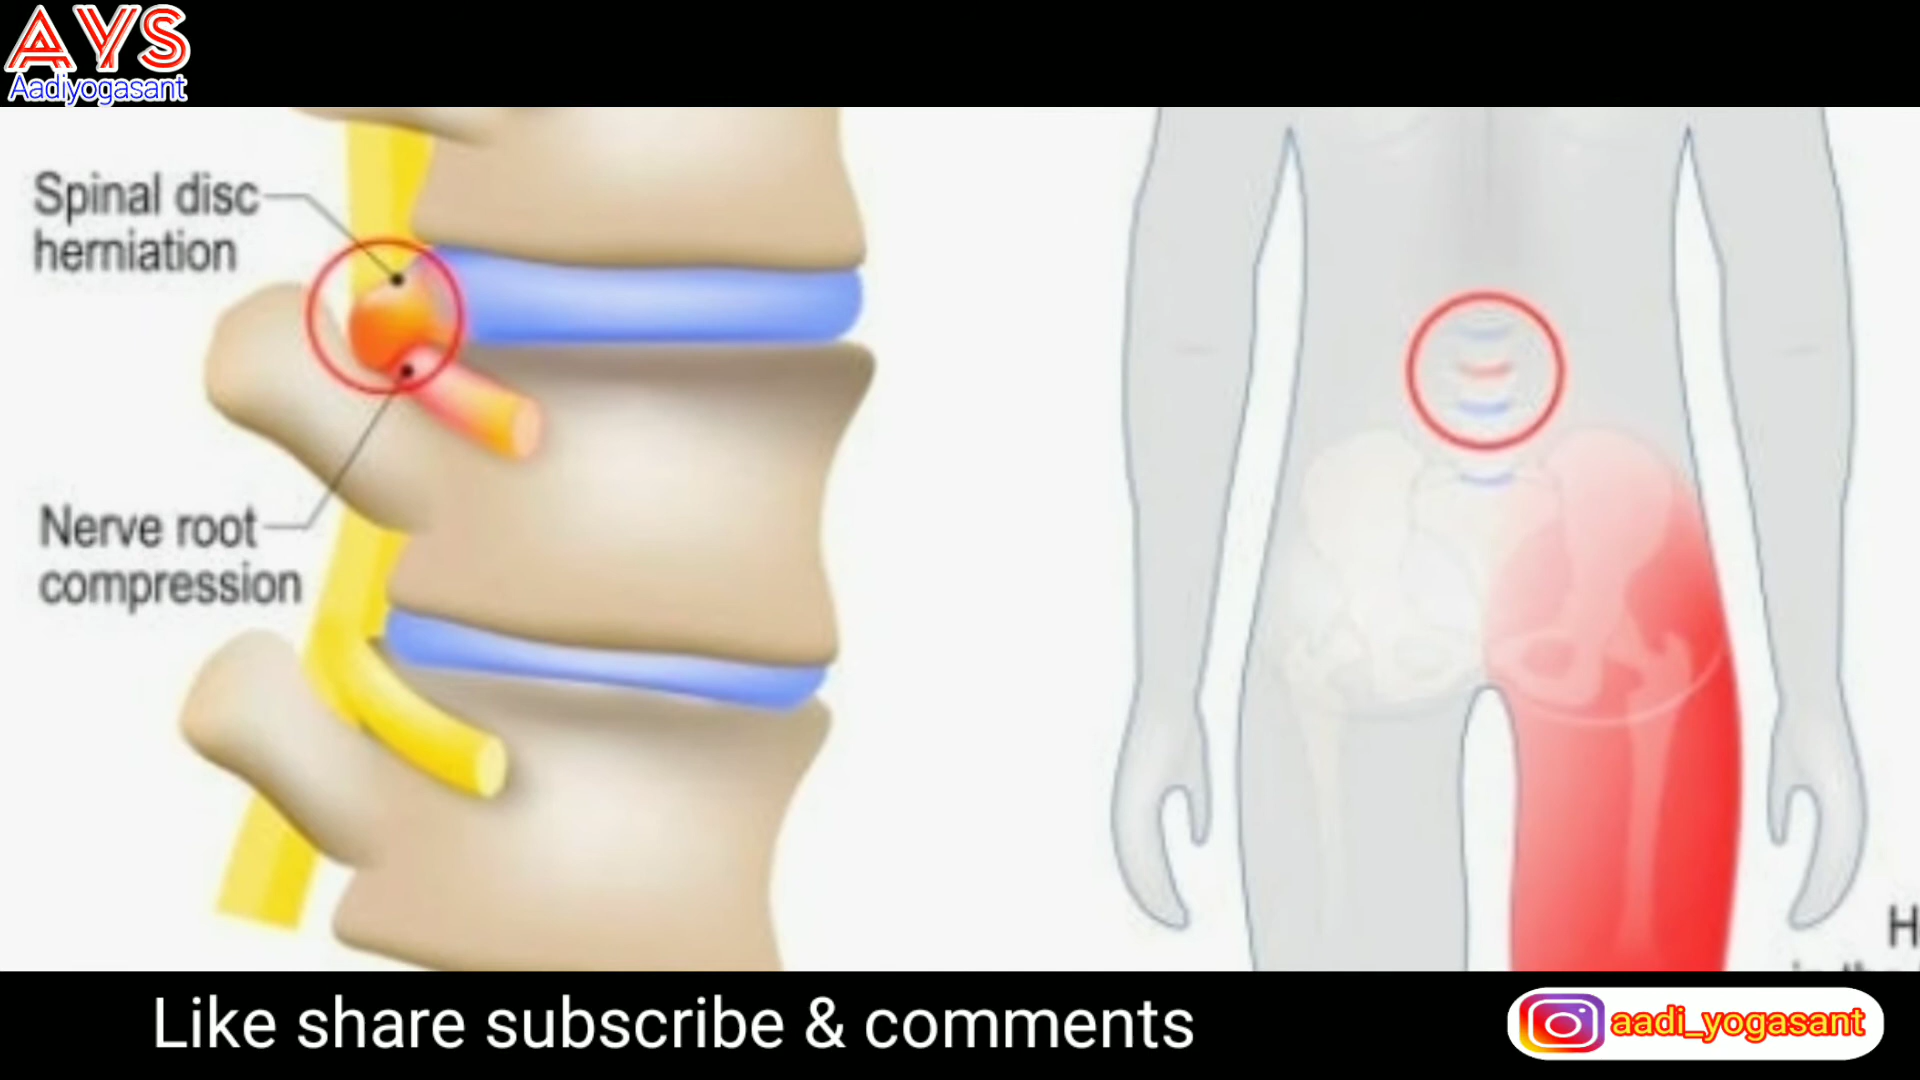 AYS
Aadiyogasant
Spinal disc
herniation
Nerve root
compression
H
Like share subscribe & comments
aadi_yogasant